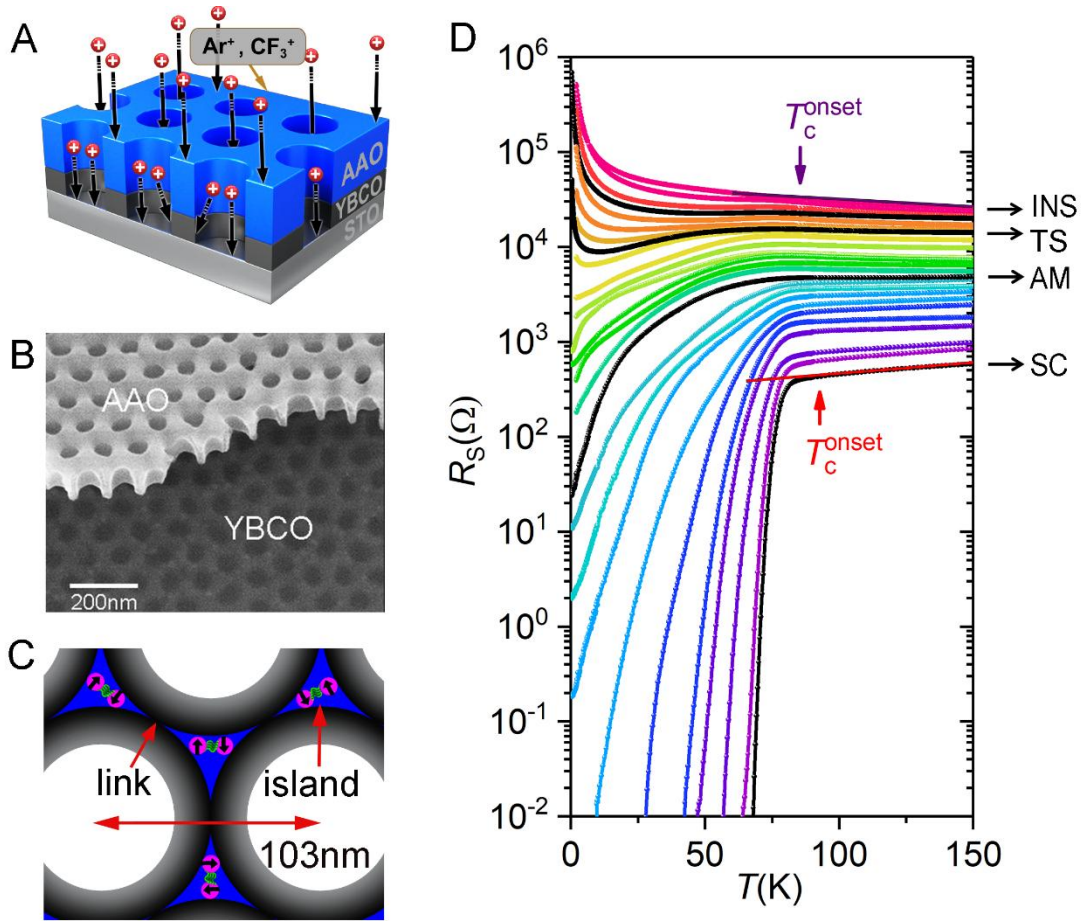 A
Ar⁺, CF₃⁺
AAO
YBCO
STO
B
AAO
YBCO
200nm
C
link
island
103nm
D
10⁶
10⁵
10⁴
10³
10²
10¹
10⁰
10⁻¹
10⁻²
R_S(Ω)
T_c^onset
T_c^onset
INS
TS
AM
SC
0
50
100
150
T(K)